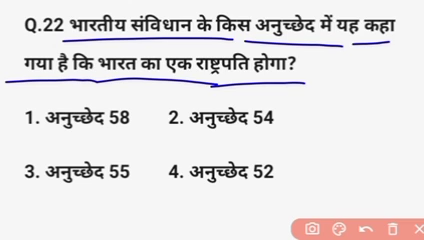 Q.22 भारतीय संविधान के किस अनुच्छेद में यह कहा
गया है कि भारत का एक राष्ट्रपति होगा?
1. अनुच्छेद 58 2. अनुच्छेद 54
3. अनुच्छेद 55 4. अनुच्छेद 52